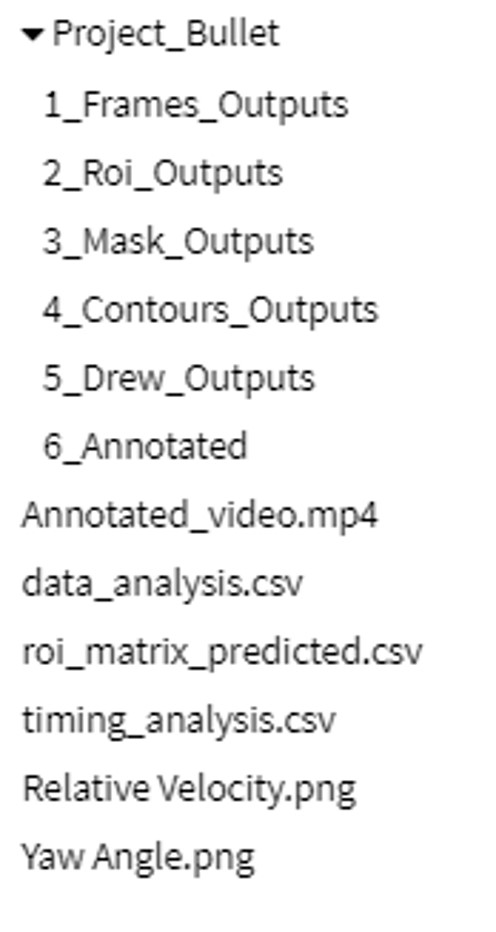 Project_Bullet
1_Frames_Outputs
2_Roi_Outputs
3_Mask_Outputs
4_Contours_Outputs
5_Drew_Outputs
6_Annotated
Annotated_video.mp4
data_analysis.csv
roi_matrix_predicted.csv
timing_analysis.csv
Relative Velocity.png
Yaw Angle.png